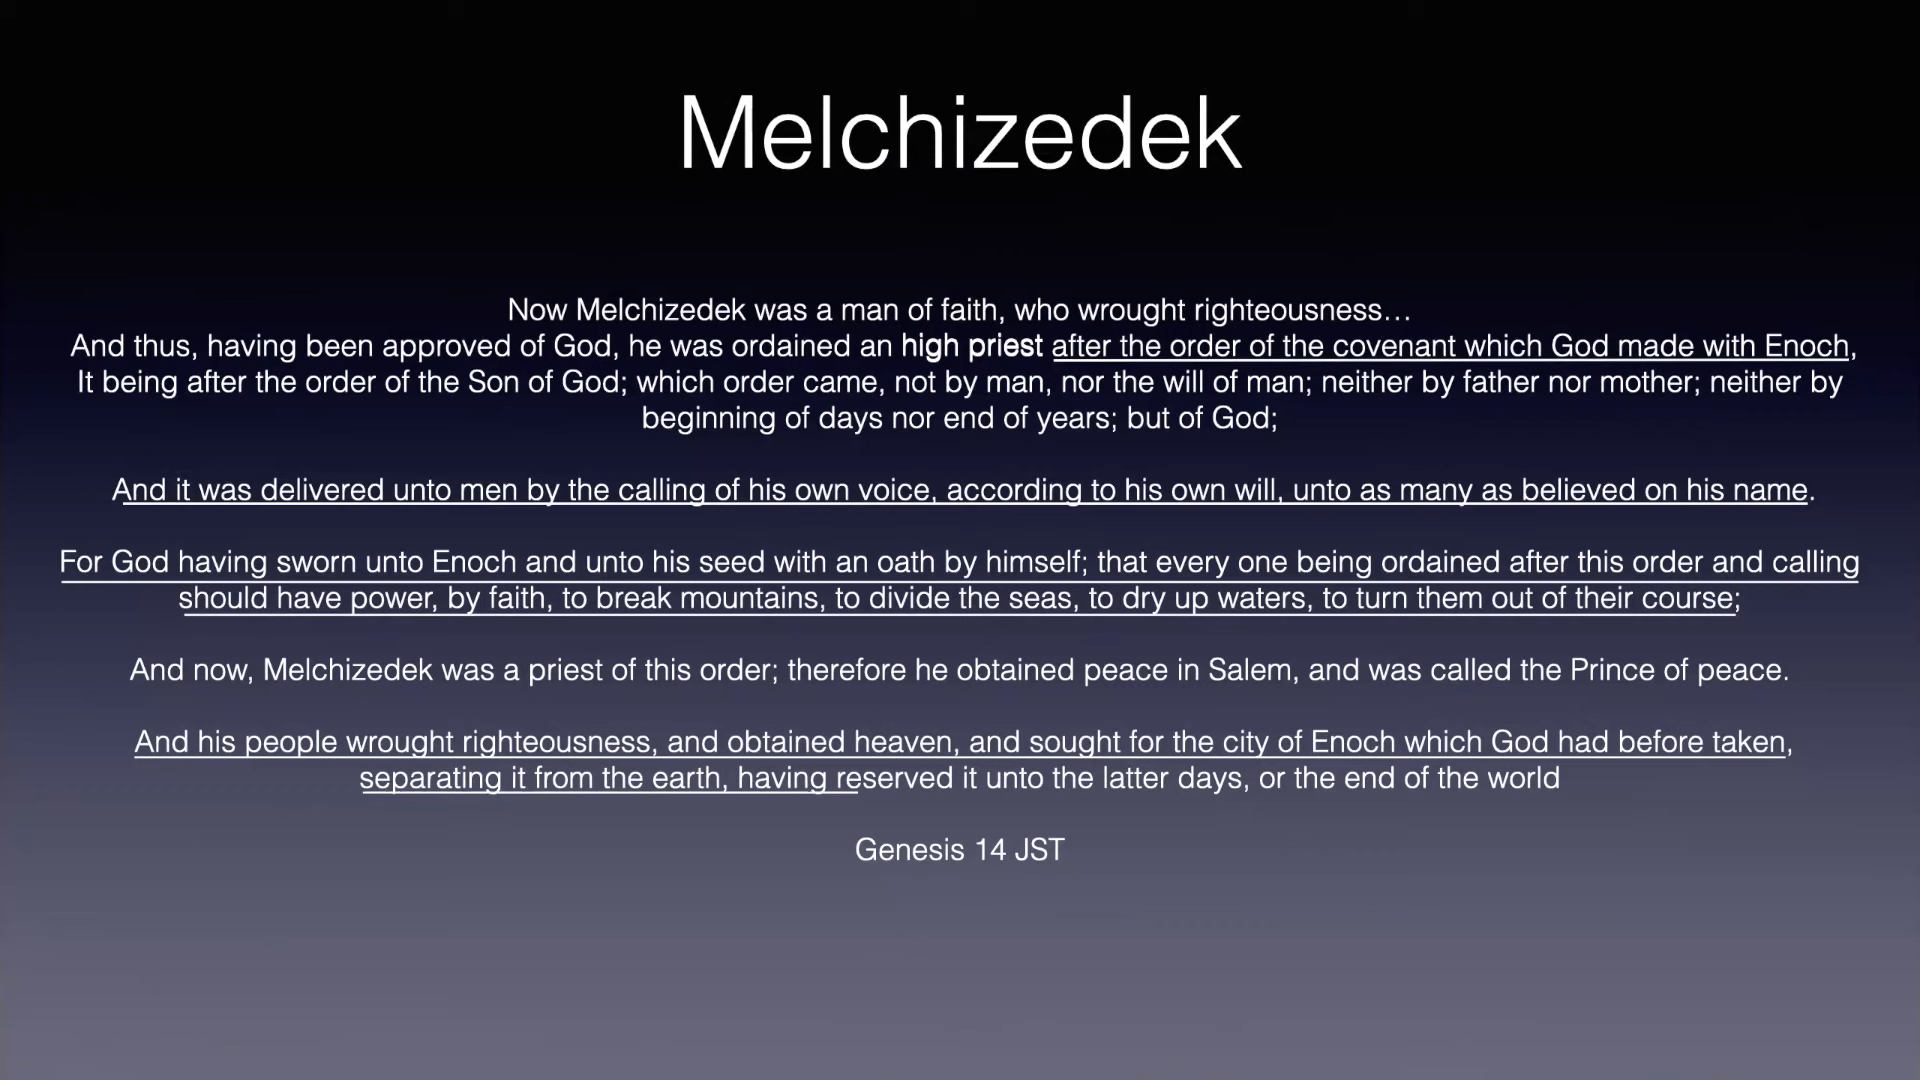 Melchizedek
Now Melchizedek was a man of faith, who wrought righteousness…
And thus, having been approved of God, he was ordained an high priest after the order of the covenant which God made with Enoch,
It being after the order of the Son of God; which order came, not by man, nor the will of man; neither by father nor mother; neither by
beginning of days nor end of years; but of God;
And it was delivered unto men by the calling of his own voice, according to his own will, unto as many as believed on his name.
For God having sworn unto Enoch and unto his seed with an oath by himself; that every one being ordained after this order and calling
should have power, by faith, to break mountains, to divide the seas, to dry up waters, to turn them out of their course;
And now, Melchizedek was a priest of this order; therefore he obtained peace in Salem, and was called the Prince of peace.
And his people wrought righteousness, and obtained heaven, and sought for the city of Enoch which God had before taken,
separating it from the earth, having reserved it unto the latter days, or the end of the world
Genesis 14 JST